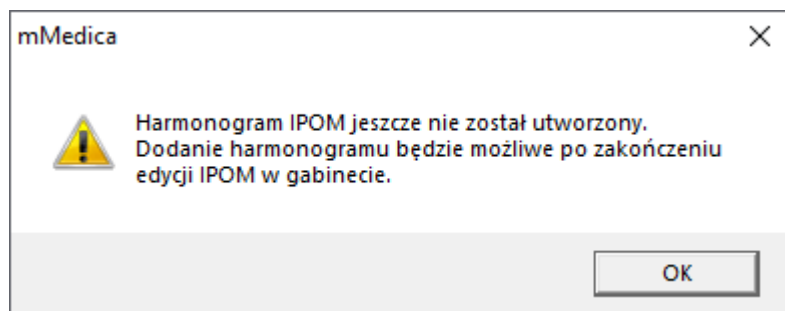 mMedica
Harmonogram IPOM jeszcze nie został utworzony.
Dodanie harmonogramu będzie możliwe po zakończeniu
edycji IPOM w gabinecie.
OK